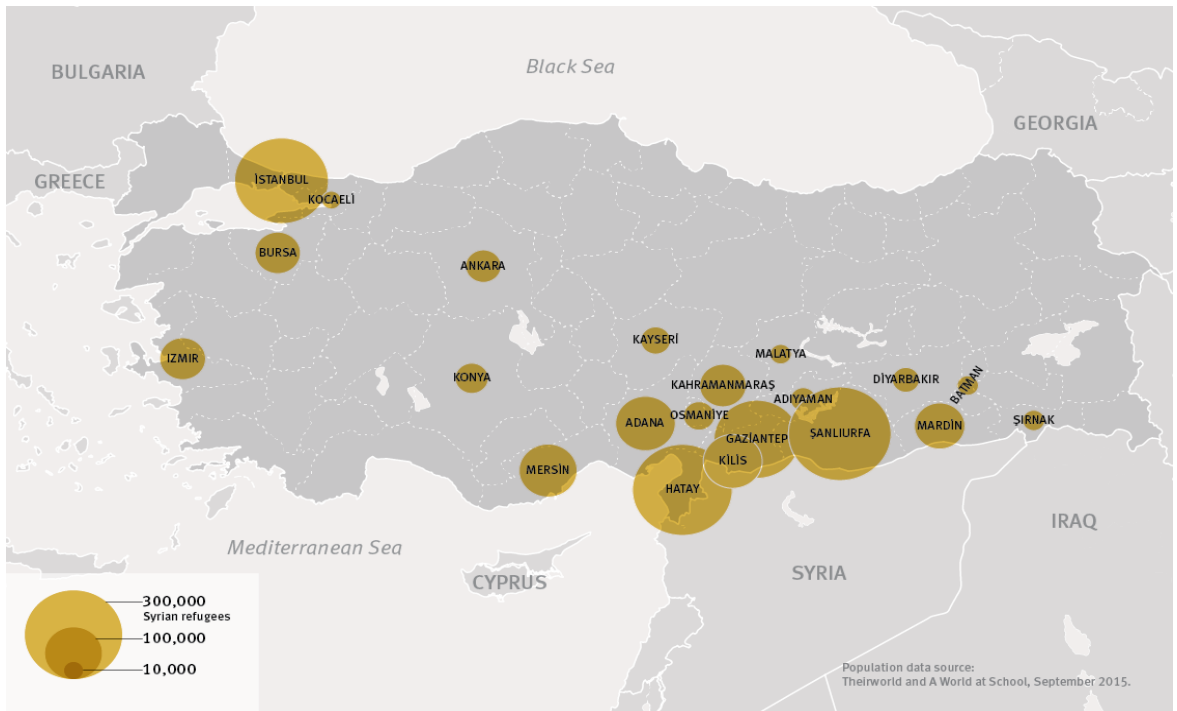 BULGARIA
Black Sea
GEORGIA
GREECE
İSTANBUL
KOCAELİ
BURSA
ANKARA
IZMIR
KONYA
KAYSERİ
MALATYA
KAHRAMANMARAŞ
DİYARBAKIR
BATMAN
ADIYAMAN
OSMANİYE
ADANA
GAZİANTEP
ŞANLIURFA
MARDİN
ŞIRNAK
KİLİS
MERSİN
HATAY
IRAQ
Mediterranean Sea
SYRIA
CYPRUS
300,000
Syrian refugees
100,000
10,000
Population data source:
Theirworld and A World at School, September 2015.